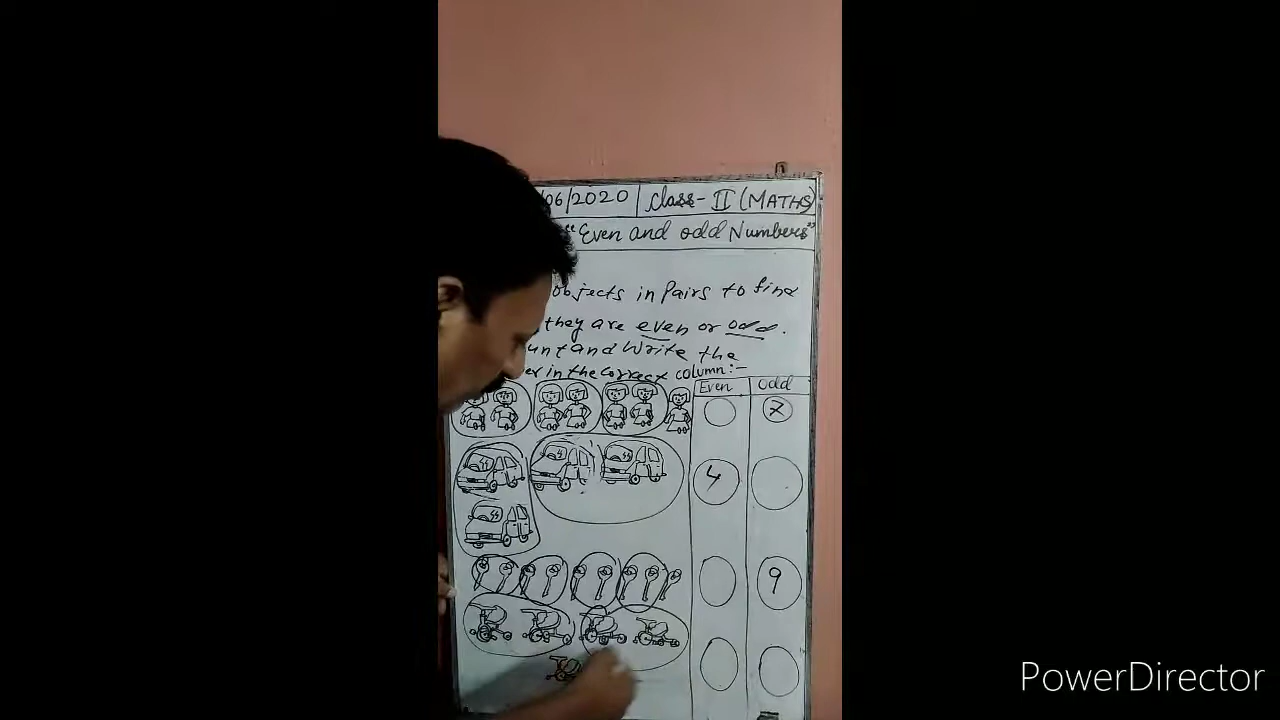 /06/2020 class- II (MATHS)
"Even and odd Numbers"
objects in Pairs to find
they are even or odd.
unt and Write the
er in the correct column:-
Even odd
7
4
9
PowerDirector